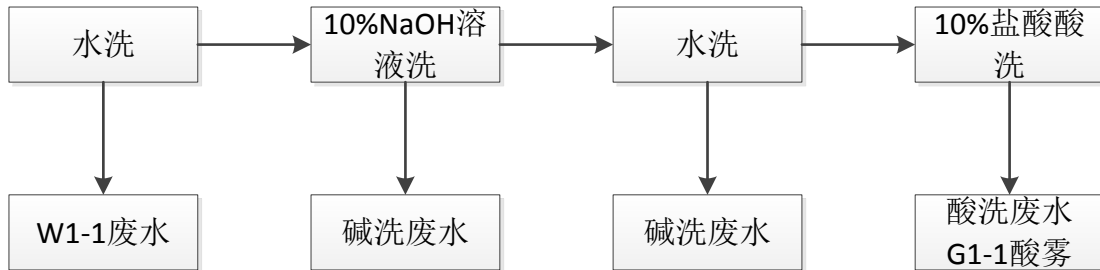 水洗
10%NaOH溶
液洗
水洗
10%盐酸酸
洗
W1-1废水
碱洗废水
碱洗废水
酸洗废水
G1-1酸雾